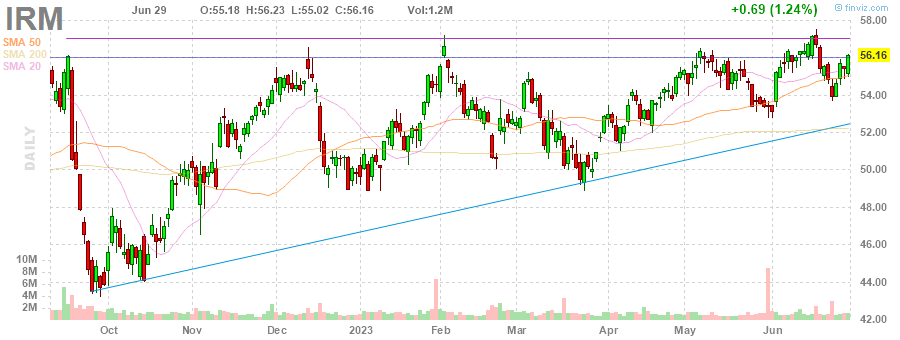 IRM
Jun 29 O:55.18 H:56.23 L:55.02 C:56.16 Vol:1.2M +0.69 (1.24%)
© finviz.com
SMA 50
SMA 200
SMA 20
DAILY
58.00
56.16
54.00
52.00
50.00
48.00
46.00
44.00
42.00
10M
8M
6M
4M
2M
Oct Nov Dec 2023 Feb Mar Apr May Jun